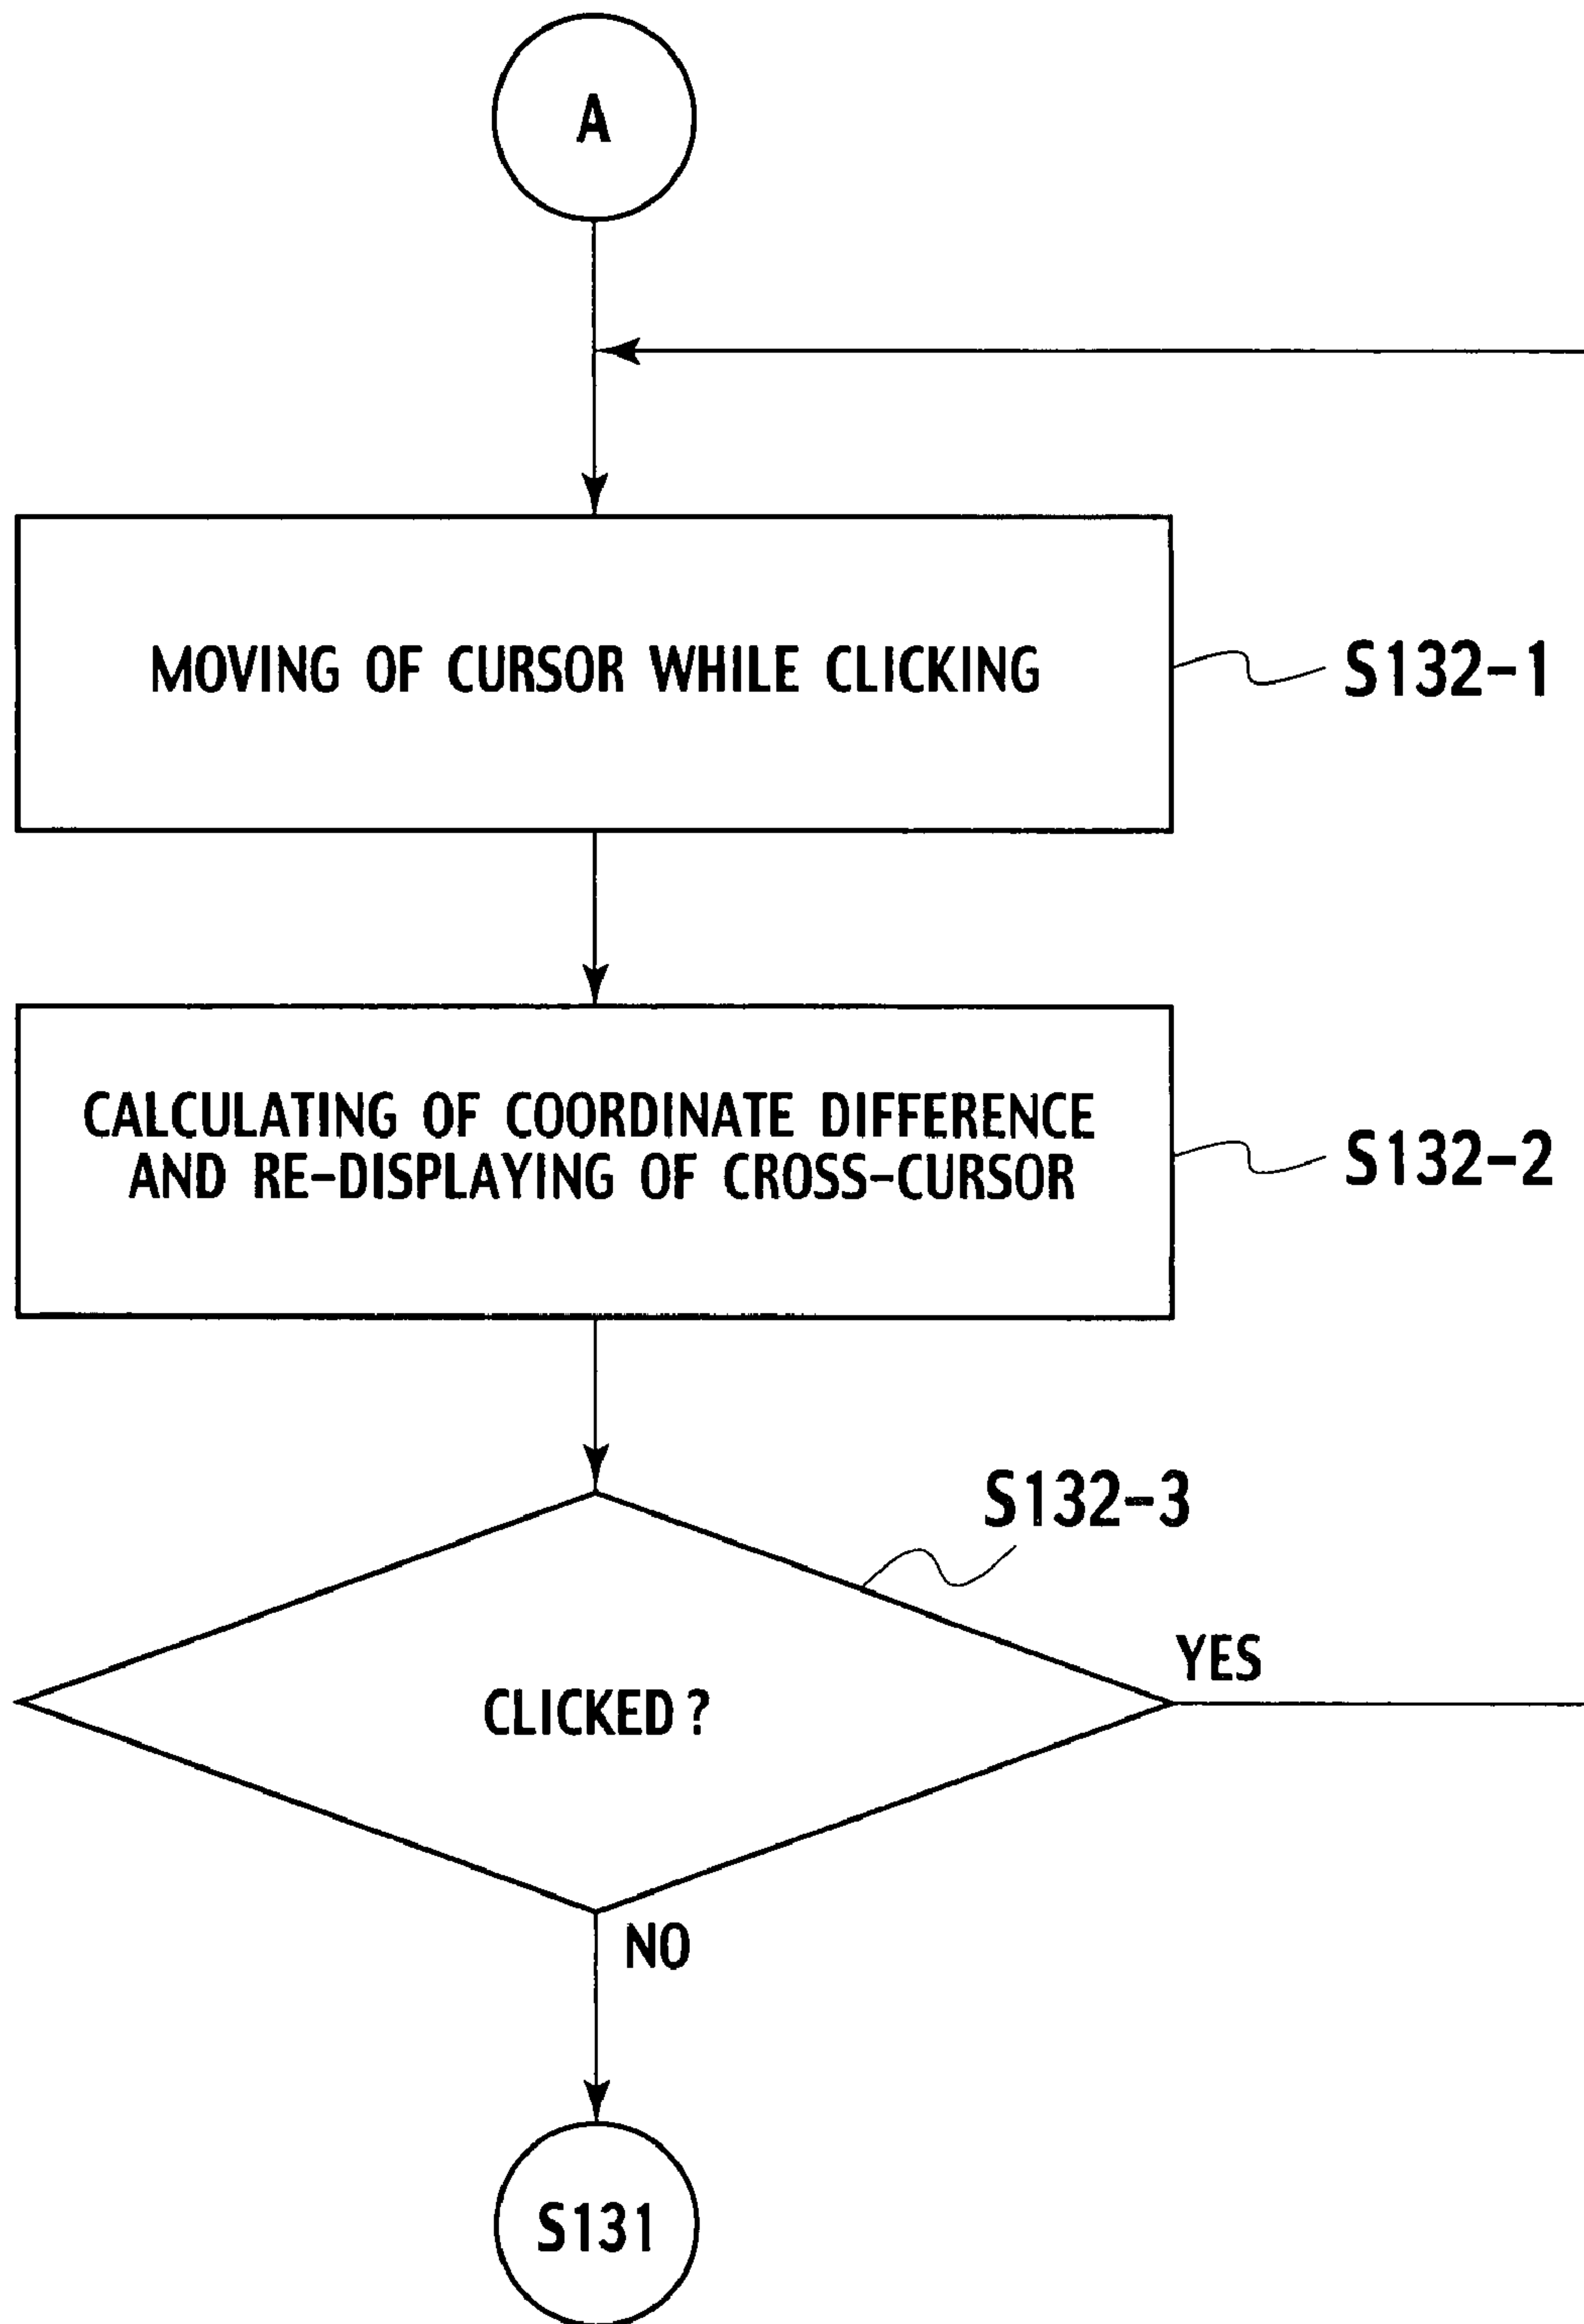 A
MOVING OF CURSOR WHILE CLICKING
S132-1
CALCULATING OF COORDINATE DIFFERENCE
AND RE-DISPLAYING OF CROSS-CURSOR
S132-2
S132-3
CLICKED ?
YES
NO
S131